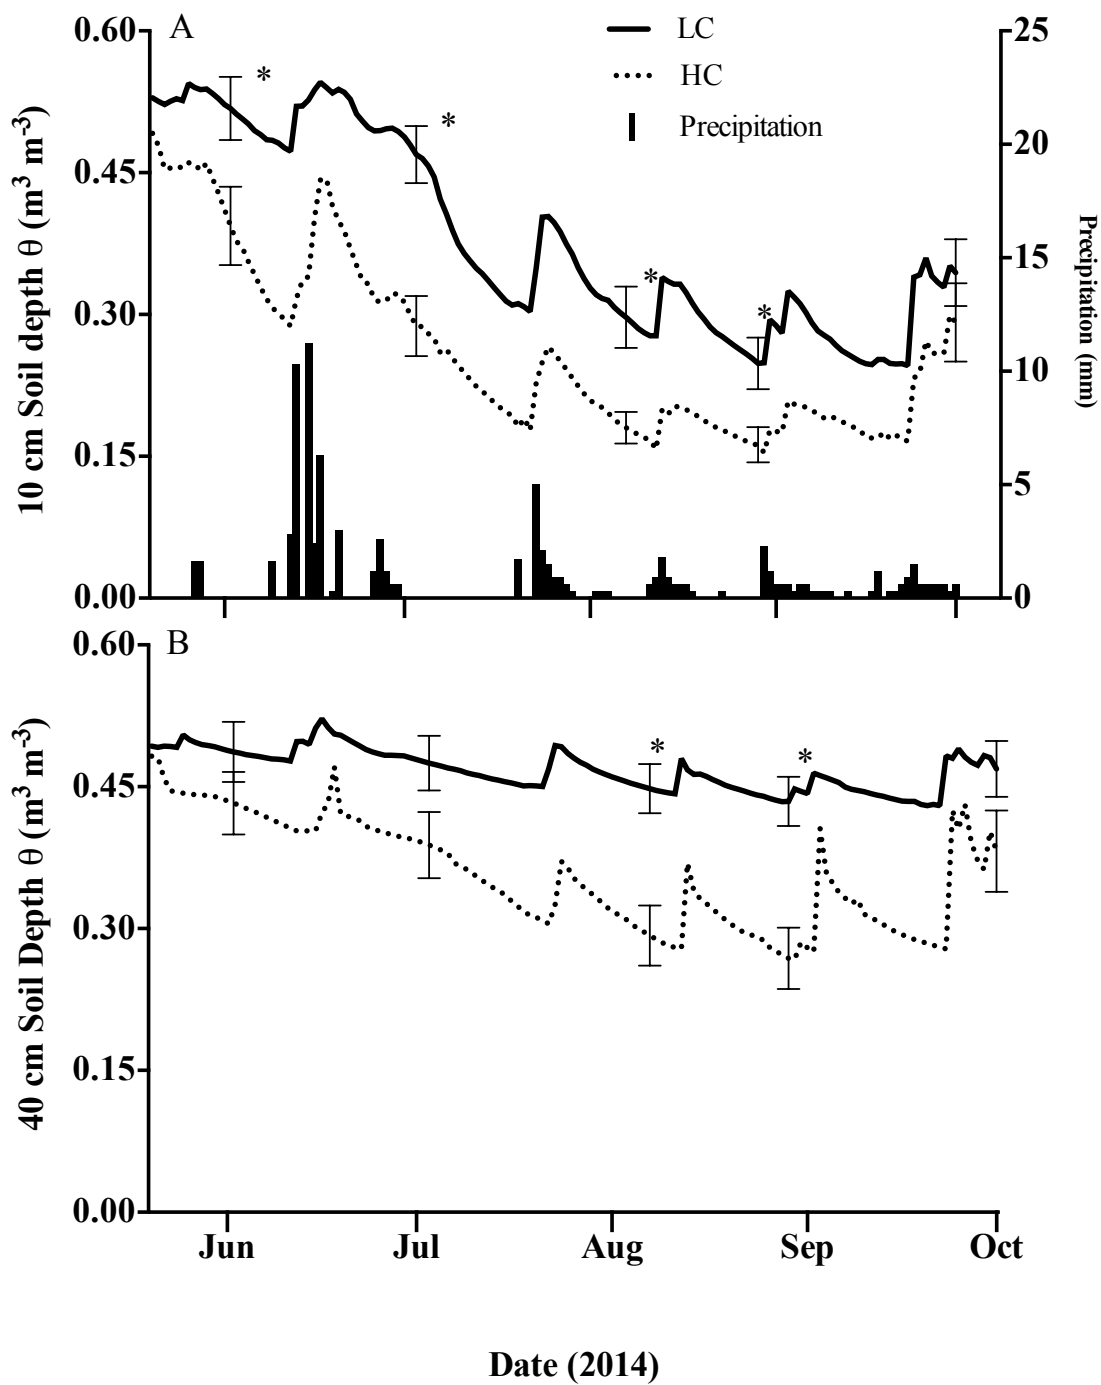 A
LC
HC
Precipitation
0.60
0.45
0.30
0.15
0.00
10 cm Soil depth θ (m³ m⁻³)
25
20
15
10
5
0
Precipitation (mm)
*
*
*
*
B
0.60
0.45
0.30
0.15
0.00
40 cm Soil Depth θ (m³ m⁻³)
*
*
Jun Jul Aug Sep Oct
Date (2014)